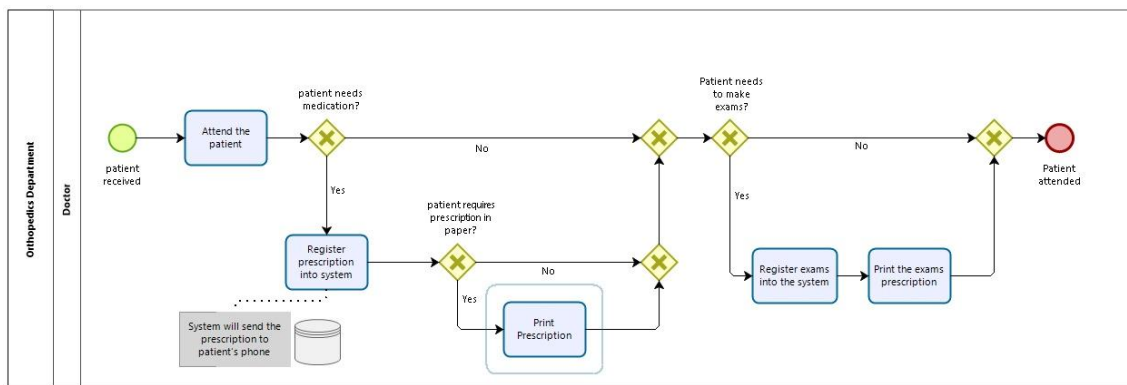 Orthopedics Department
Doctor
patient
received
Attend the
patient
patient needs
medication?
No
Yes
Register
prescription
into system
System will send the
prescription to
patient's phone
patient requires
prescription in
paper?
No
Yes
Print
Prescription
Patient needs
to make
exams?
No
Yes
Register exams
into the system
Print the exams
prescription
Patient
attended